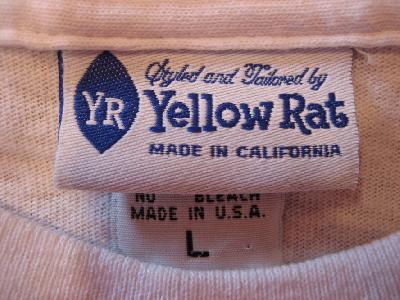 Styled and Tailored by
YR
Yellow Rat
MADE IN CALIFORNIA
NO BLEACH
MADE IN U.S.A.
L